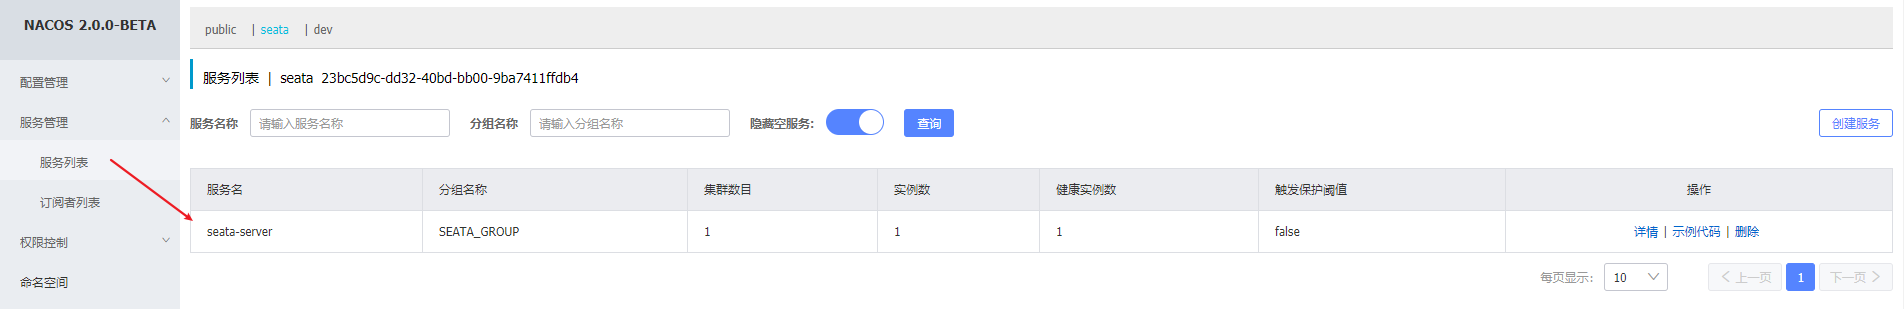 NACOS 2.0.0-BETA
配置管理
服务管理
服务列表
订阅者列表
权限控制
命名空间
public | seata | dev
服务列表 | seata 23bc5d9c-dd32-40bd-bb00-9ba7411ffdb4
服务名称 请输入服务名称 分组名称 请输入分组名称 隐藏空服务: 查询 创建服务
服务名 分组名称 集群数目 实例数 健康实例数 触发保护阈值 操作
seata-server SEATA_GROUP 1 1 1 false 详情 | 示例代码 | 删除
每页显示: 10 上一页 1 下一页